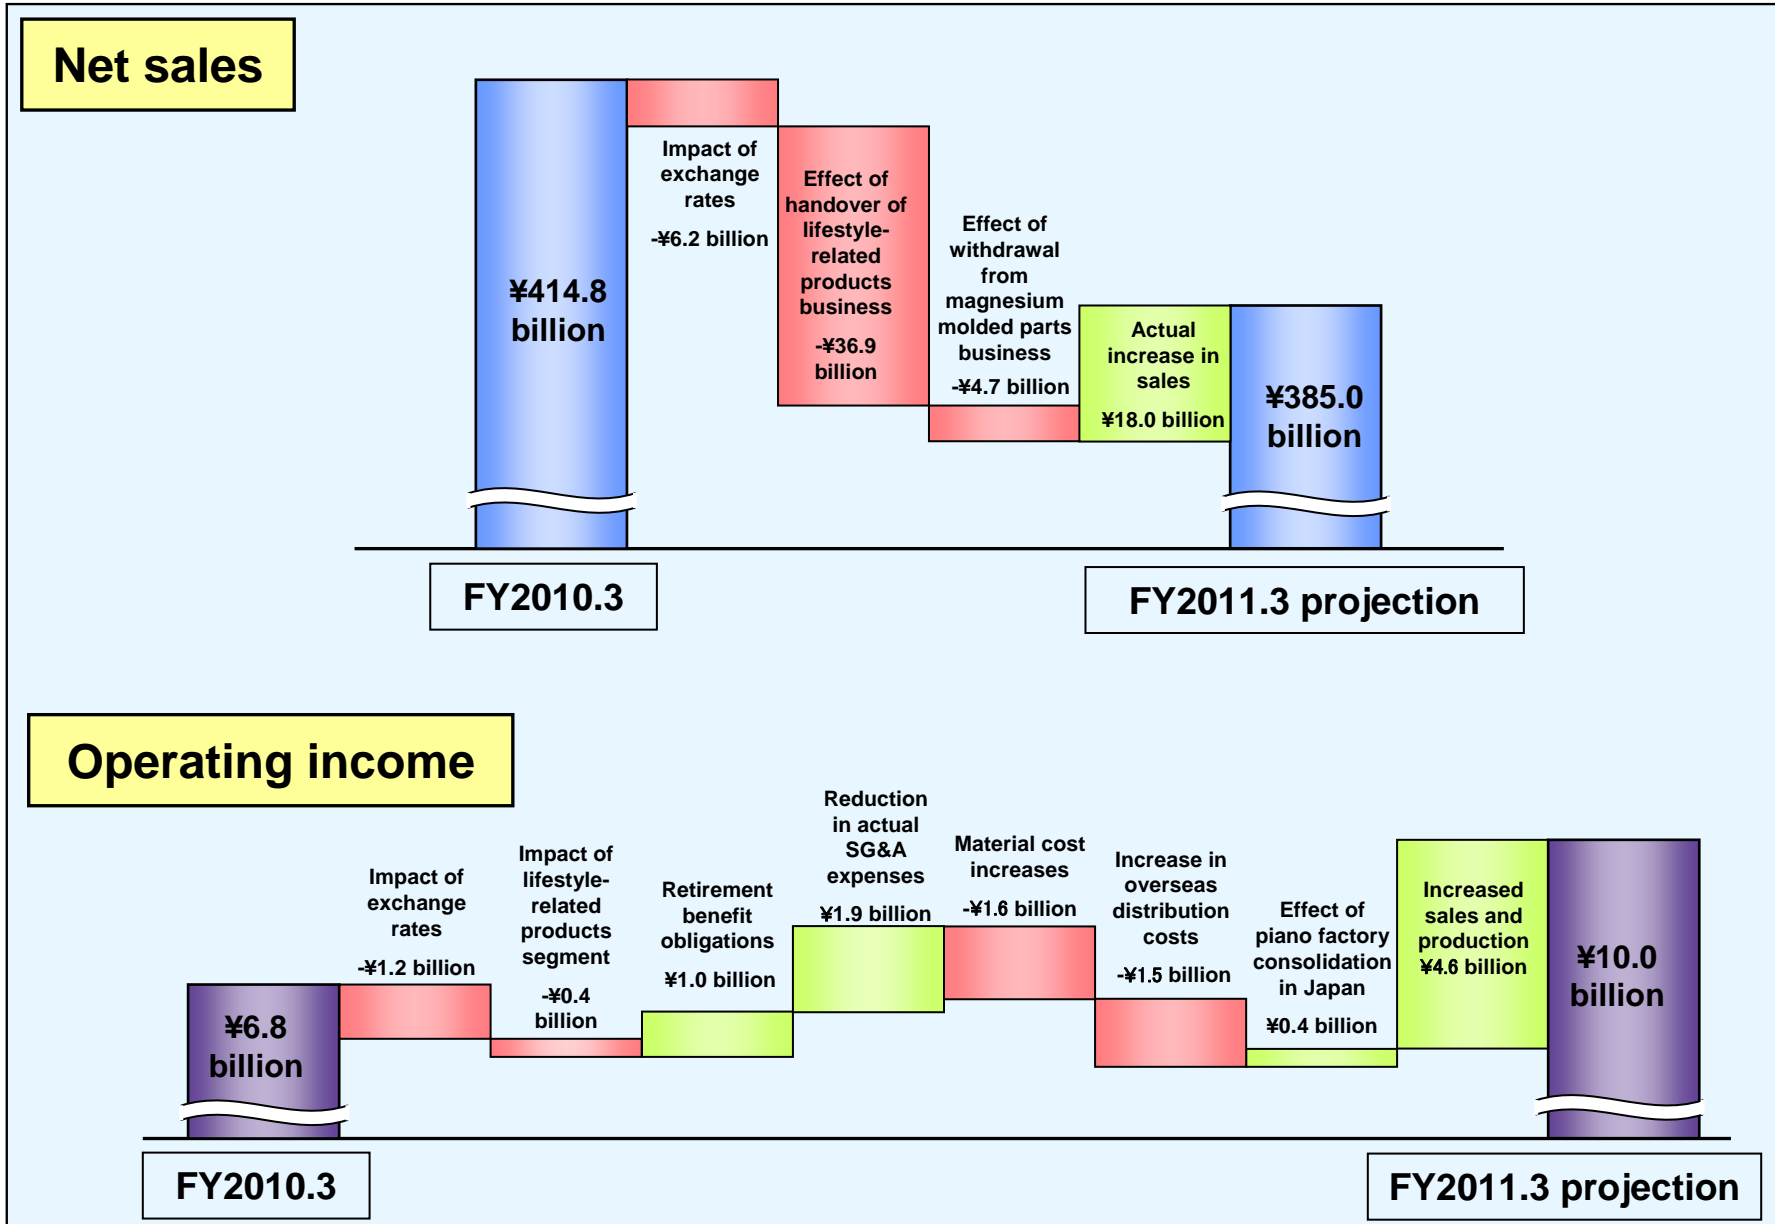 Net sales
¥414.8
billion
Impact of
exchange
rates
-¥6.2 billion
Effect of
handover of
lifestyle-
related
products
business
-¥36.9
billion
Effect of
withdrawal
from
magnesium
molded parts
business
-¥4.7 billion
Actual
increase in
sales
¥18.0 billion
¥385.0
billion
FY2010.3
FY2011.3 projection
Operating income
¥6.8
billion
Impact of
exchange
rates
-¥1.2 billion
Impact of
lifestyle-
related
products
segment
-¥0.4
billion
Retirement
benefit
obligations
¥1.0 billion
Reduction
in actual
SG&A
expenses
¥1.9 billion
Material cost
increases
-¥1.6 billion
Increase in
overseas
distribution
costs
-¥1.5 billion
Effect of
piano factory
consolidation
in Japan
¥0.4 billion
Increased
sales and
production
¥4.6 billion
¥10.0
billion
FY2010.3
FY2011.3 projection